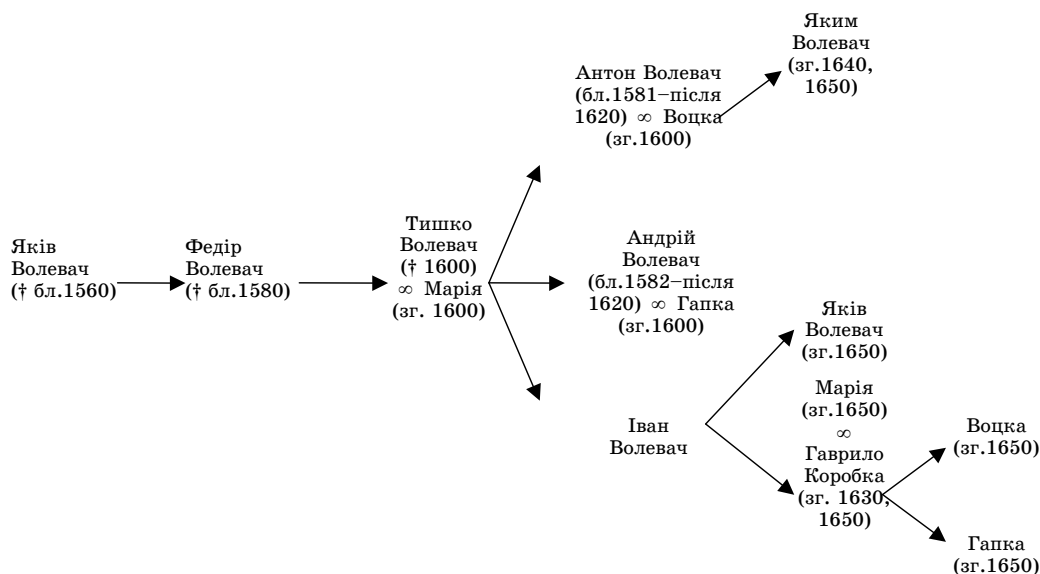 Яків
Волевач
(† бл.1560)
Федір
Волевач
(† бл.1580)
Тишко
Волевач
(† 1600)
∞ Марія
(зг. 1600)
Антон Волевач
(бл.1581–після
1620) ∞ Воцка
(зг.1600)
Яким
Волевач
(зг.1640,
1650)
Андрій
Волевач
(бл.1582–після
1620) ∞ Гапка
(зг.1600)
Іван
Волевач
Яків
Волевач
(зг.1650)
Марія
(зг.1650)
∞
Гаврило
Коробка
(зг. 1630,
1650)
Воцка
(зг.1650)
Гапка
(зг.1650)